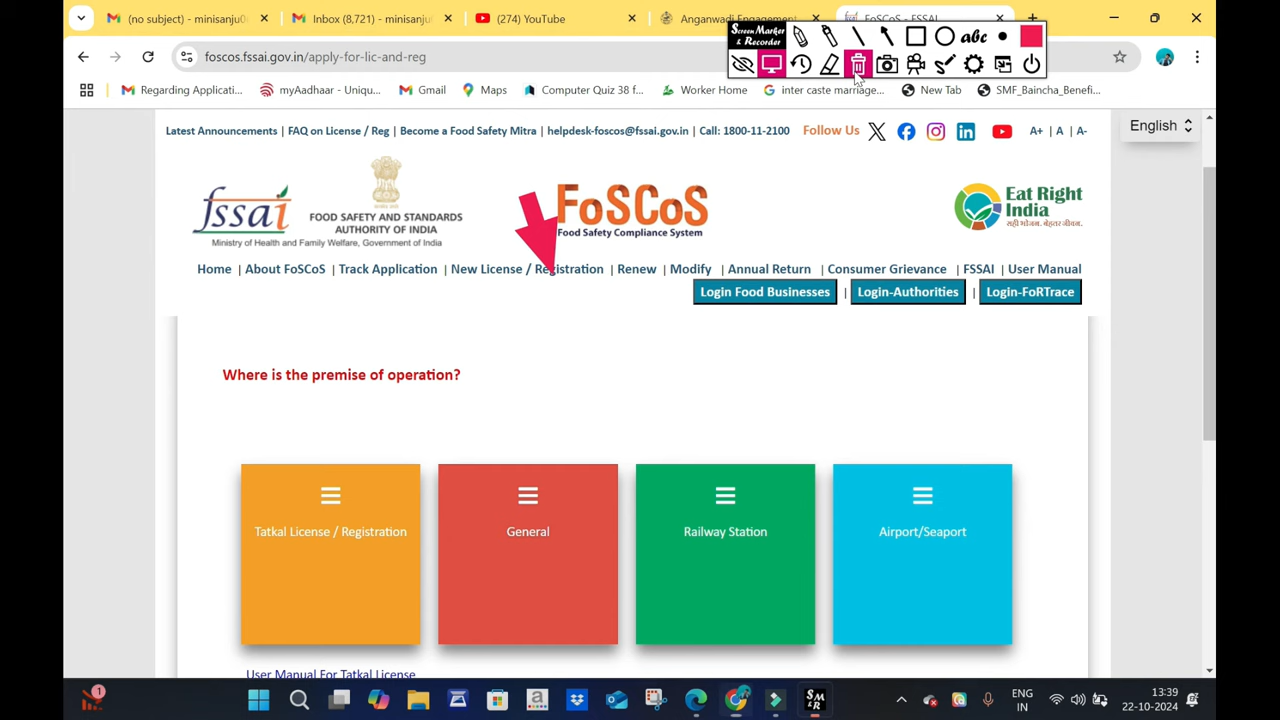 (no subject) - minisanju
Inbox (8,721) - minisanju
(274) YouTube
Anganwadi Engagement
FoSCoS - FSSAI
Screen Marker & Recorder
abc
foscos.fssai.gov.in/apply-for-lic-and-reg
Regarding Applicati...
myAadhaar - Uniqu...
Gmail
Maps
Computer Quiz 38 f...
Worker Home
inter caste marriage...
New Tab
SMF_Baincha_Benefi...
Latest Announcements | FAQ on License / Reg | Become a Food Safety Mitra | helpdesk-foscos@fssai.gov.in | Call: 1800-11-2100
Follow Us
A+ | A | A-
English
fssai
FOOD SAFETY AND STANDARDS
AUTHORITY OF INDIA
Ministry of Health and Family Welfare, Government of India
FoSCoS
Food Safety Compliance System
Eat Right
India
सही भोजन. बेहतर जीवन.
Home | About FoSCoS | Track Application | New License / Registration | Renew | Modify | Annual Return | Consumer Grievance | FSSAI | User Manual
Login Food Businesses | Login-Authorities | Login-FoRTrace
Where is the premise of operation?
Tatkal License / Registration
General
Railway Station
Airport/Seaport
User Manual For Tatkal License
1
a
S M & R
ENG
IN
13:39
22-10-2024